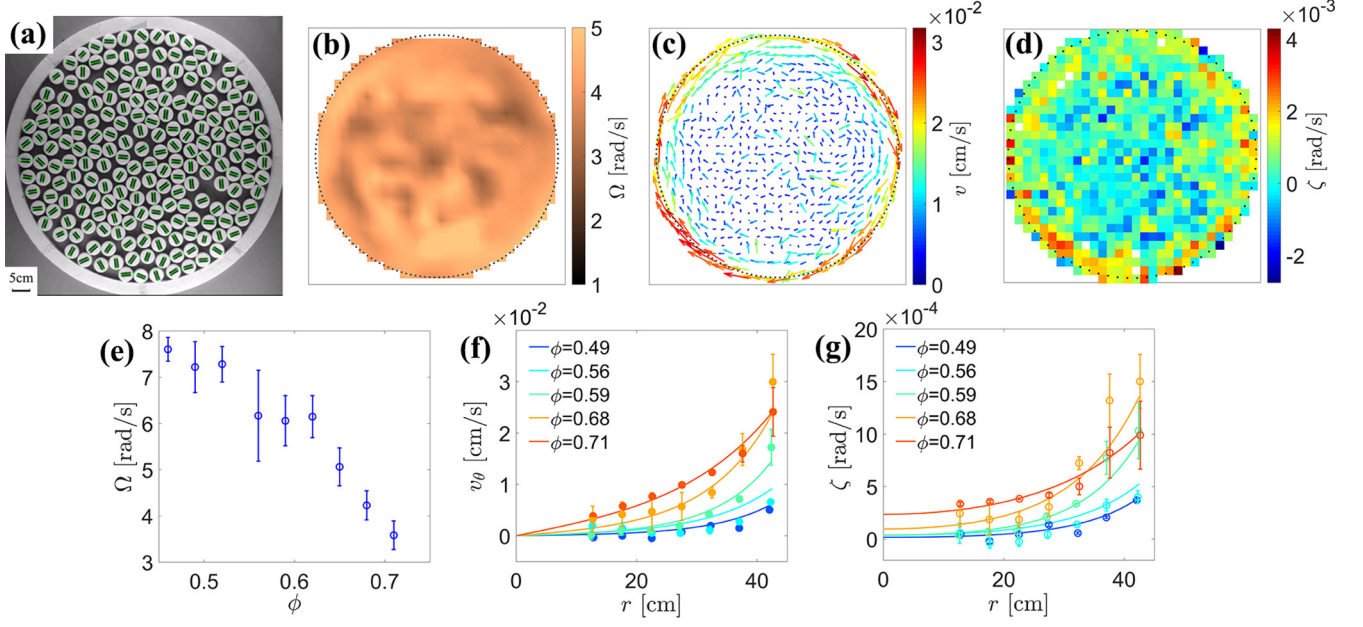 (a)
5cm
(b)
5
4
3
2
1
Ω [rad/s]
(c)
×10⁻²
3
2
1
0
v [cm/s]
(d)
×10⁻³
4
2
0
-2
ζ [rad/s]
(e)
8
7
6
5
4
3
Ω [rad/s]
0.5 0.6 0.7
ϕ
(f)
×10⁻²
ϕ=0.49
ϕ=0.56
ϕ=0.59
ϕ=0.68
ϕ=0.71
3
2
1
0
v_θ [cm/s]
0 20 40
r [cm]
(g)
×10⁻⁴
ϕ=0.49
ϕ=0.56
ϕ=0.59
ϕ=0.68
ϕ=0.71
20
15
10
5
0
ζ [rad/s]
0 20 40
r [cm]